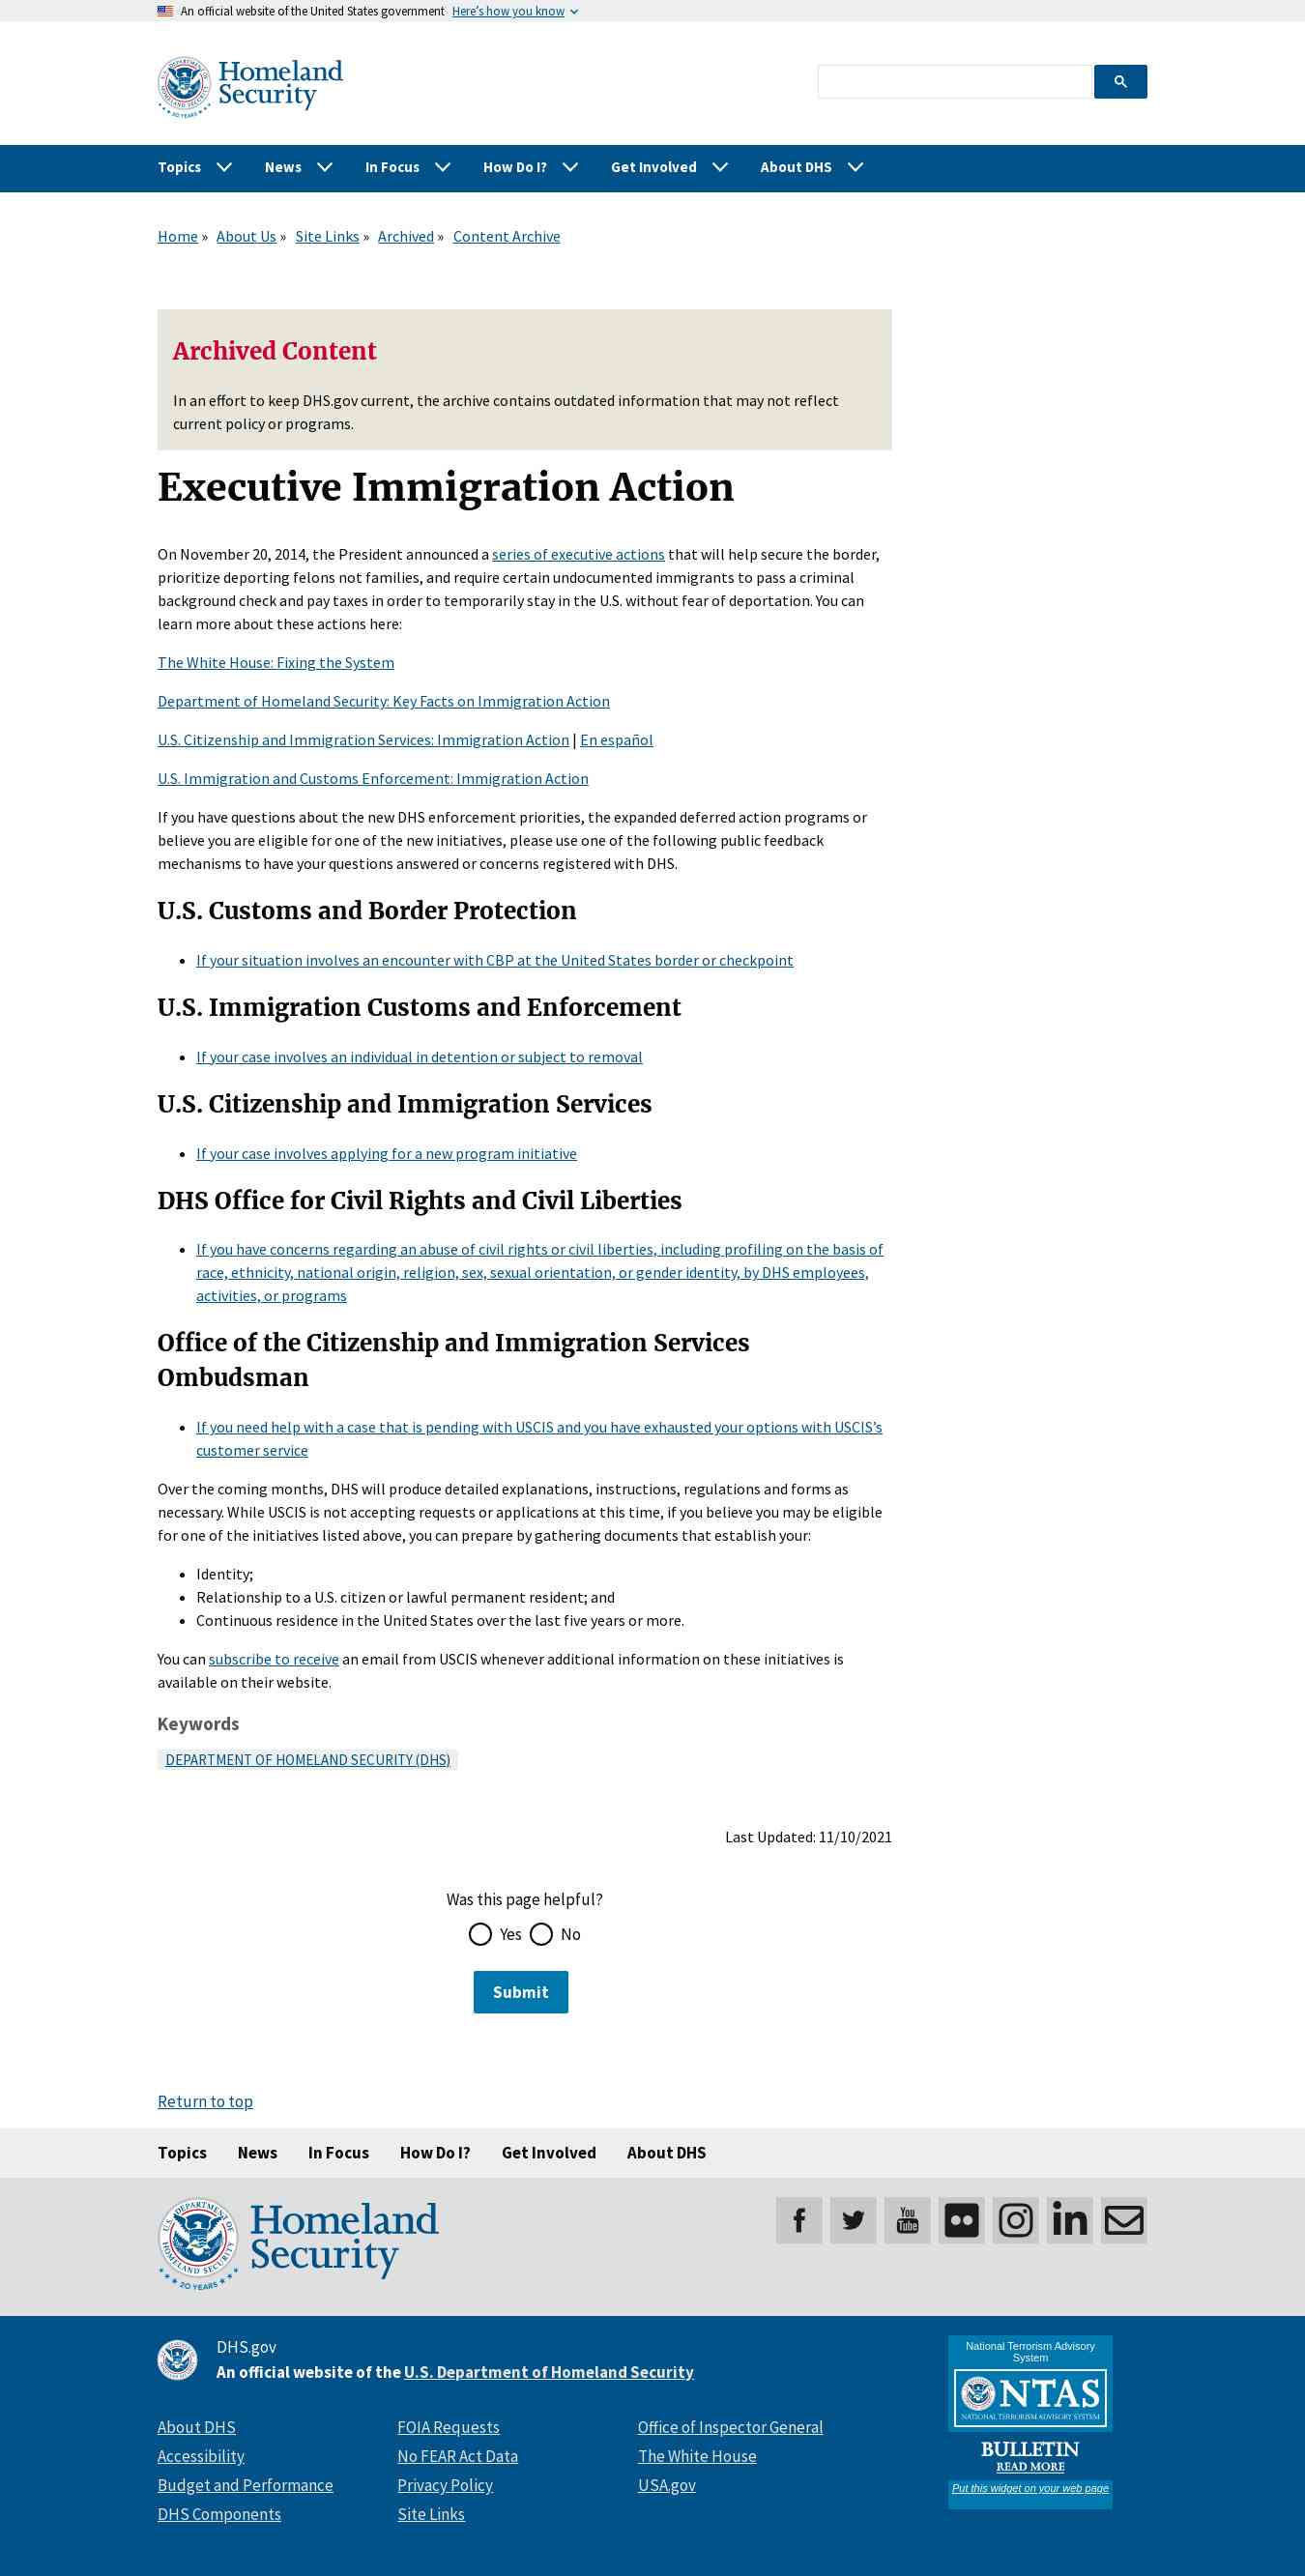 An official website of the United States government Here's how you know
Homeland
Security
Topics News In Focus How Do I? Get Involved About DHS
Home » About Us » Site Links » Archived » Content Archive
Archived Content
In an effort to keep DHS.gov current, the archive contains outdated information that may not reflect
current policy or programs.
Executive Immigration Action
On November 20, 2014, the President announced a series of executive actions that will help secure the border,
prioritize deporting felons not families, and require certain undocumented immigrants to pass a criminal
background check and pay taxes in order to temporarily stay in the U.S. without fear of deportation. You can
learn more about these actions here:
The White House: Fixing the System
Department of Homeland Security: Key Facts on Immigration Action
U.S. Citizenship and Immigration Services: Immigration Action | En español
U.S. Immigration and Customs Enforcement: Immigration Action
If you have questions about the new DHS enforcement priorities, the expanded deferred action programs or
believe you are eligible for one of the new initiatives, please use one of the following public feedback
mechanisms to have your questions answered or concerns registered with DHS.
U.S. Customs and Border Protection
• If your situation involves an encounter with CBP at the United States border or checkpoint
U.S. Immigration Customs and Enforcement
• If your case involves an individual in detention or subject to removal
U.S. Citizenship and Immigration Services
• If your case involves applying for a new program initiative
DHS Office for Civil Rights and Civil Liberties
• If you have concerns regarding an abuse of civil rights or civil liberties, including profiling on the basis of
race, ethnicity, national origin, religion, sex, sexual orientation, or gender identity, by DHS employees,
activities, or programs
Office of the Citizenship and Immigration Services
Ombudsman
• If you need help with a case that is pending with USCIS and you have exhausted your options with USCIS's
customer service
Over the coming months, DHS will produce detailed explanations, instructions, regulations and forms as
necessary. While USCIS is not accepting requests or applications at this time, if you believe you may be eligible
for one of the initiatives listed above, you can prepare by gathering documents that establish your:
• Identity;
• Relationship to a U.S. citizen or lawful permanent resident; and
• Continuous residence in the United States over the last five years or more.
You can subscribe to receive an email from USCIS whenever additional information on these initiatives is
available on their website.
Keywords
DEPARTMENT OF HOMELAND SECURITY (DHS)
Last Updated: 11/10/2021
Was this page helpful?
Yes No
Submit
Return to top
Topics News In Focus How Do I? Get Involved About DHS
U.S. DEPARTMENT OF HOMELAND SECURITY
20 YEARS
Homeland
Security
You Tube
DHS.gov
An official website of the U.S. Department of Homeland Security
About DHS FOIA Requests Office of Inspector General
Accessibility No FEAR Act Data The White House
Budget and Performance Privacy Policy USA.gov
DHS Components Site Links
National Terrorism Advisory
System
NTAS
NATIONAL TERRORISM ADVISORY SYSTEM
BULLETIN
READ MORE
Put this widget on your web page